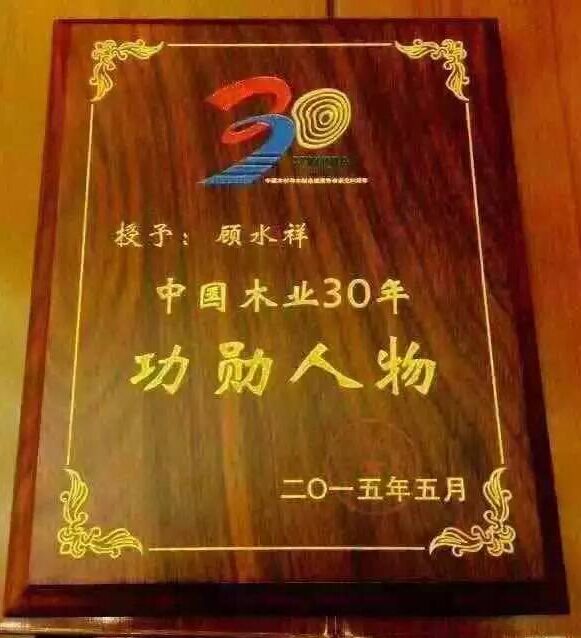 30
授予：顾水祥
中国木业30年
功勋人物
二〇一五年五月